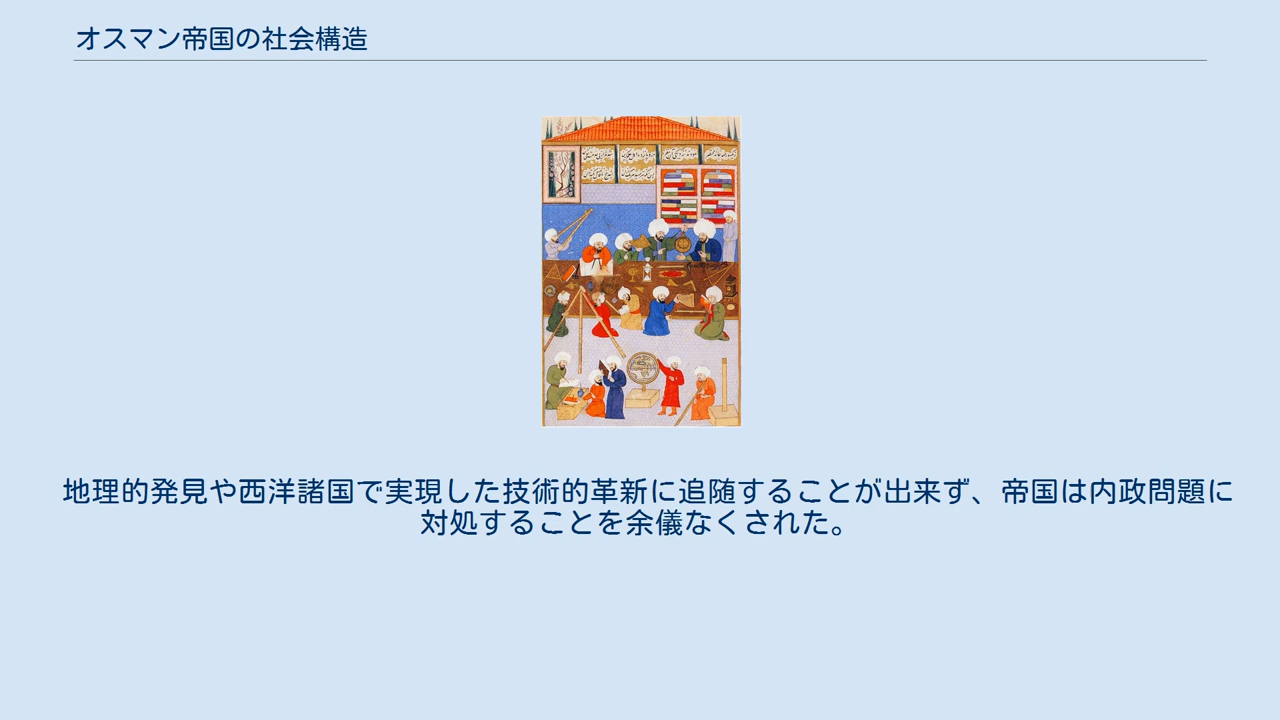 オスマン帝国の社会構造
地理的発見や西洋諸国で実現した技術的革新に追随することが出来ず、帝国は内政問題に
対処することを余儀なくされた。